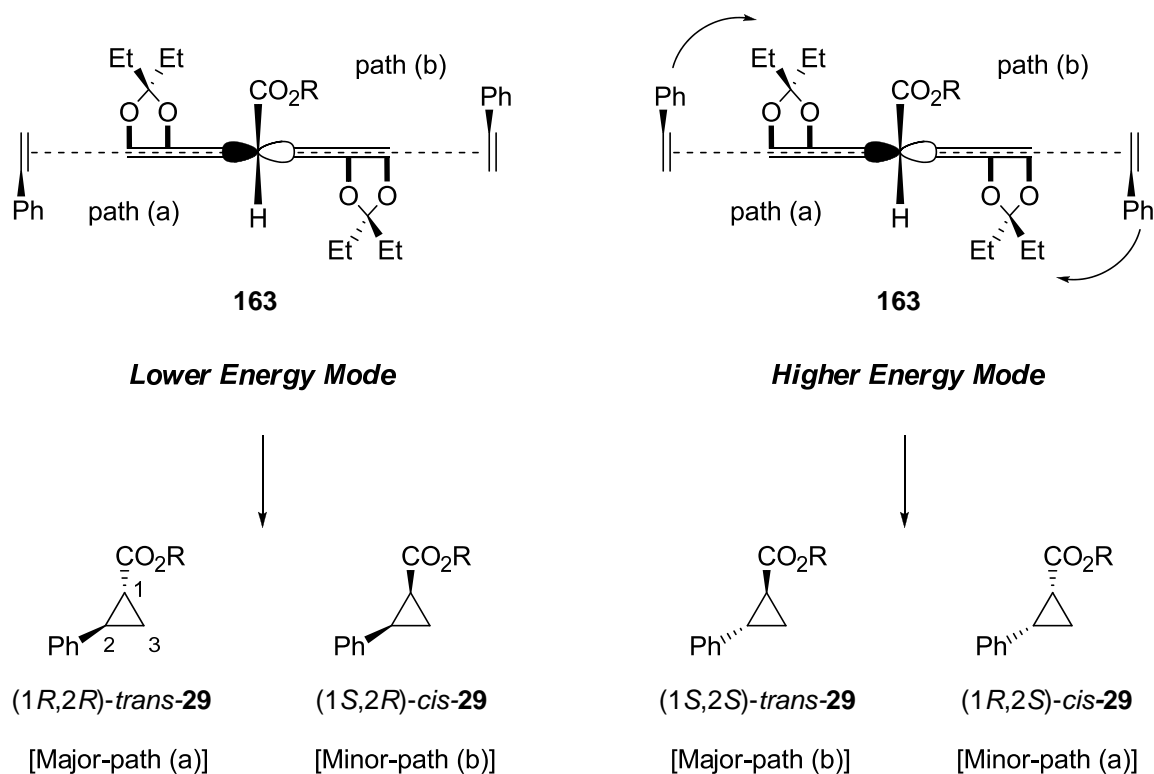 Et Et path (b) CO2R Ph
O O
Ph path (a) H O O
Et Et
163
Lower Energy Mode
Et Et path (b)
Ph CO2R
O O
path (a) H O O Ph
Et Et
163
Higher Energy Mode
CO2R
1
Ph 2 3
(1R,2R)-trans-29
[Major-path (a)]
CO2R
Ph
(1S,2R)-cis-29
[Minor-path (b)]
CO2R
Ph
(1S,2S)-trans-29
[Major-path (b)]
CO2R
Ph
(1R,2S)-cis-29
[Minor-path (a)]